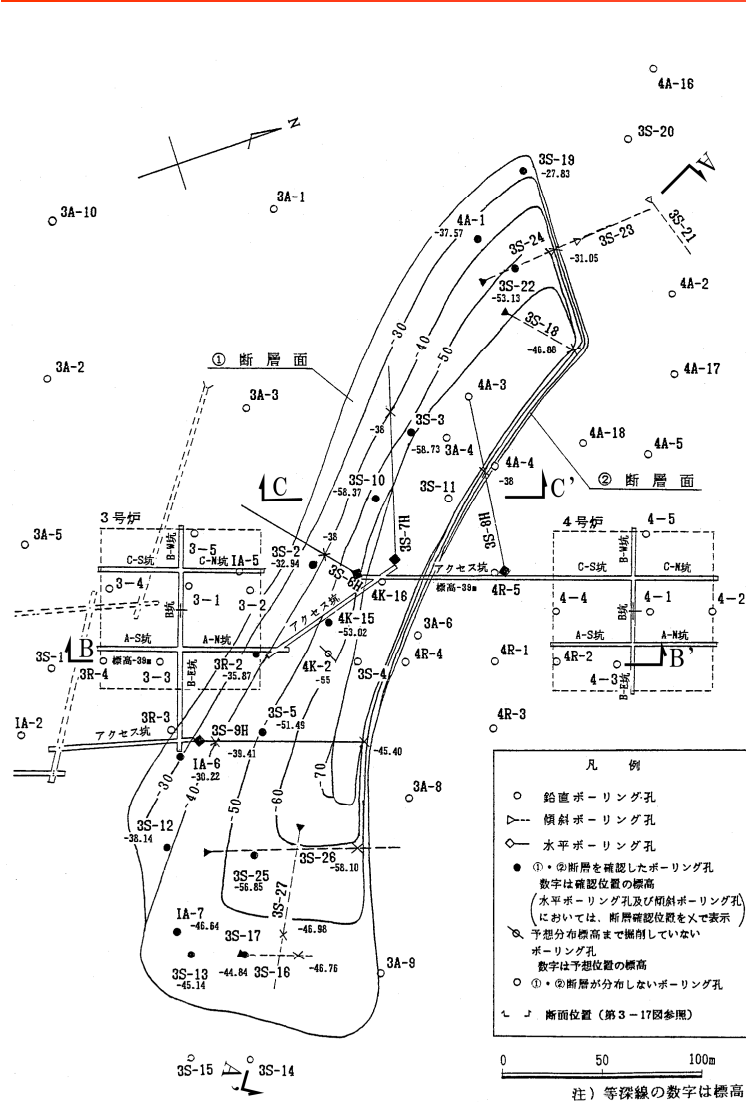 4A-16
3S-20
3S-19
-27.83
A
N
3A-10
3A-1
4A-1
-37.57
3S-24
3S-23
3S-21
-31.05
3S-22
-53.13
3S-18
-46.88
4A-2
-30
-40
-50
① 断層面
3A-2
3A-3
4A-3
4A-17
-38
3S-3
-58.73
3A-4
4A-18
4A-5
4A-4
-38
② 断層面
C
C'
3S-10
-58.37
3S-11
3号炉
4号炉
3A-5
3-5
B-W坑
C-S坑
C-N坑
IA-5
3S-2
-32.94
-38
3S-6H
3S-7H
3S-8H
アクセス坑
標高-39m
4R-5
4-5
B-W坑
C-S坑
C-N坑
3-4
3-1
3-2
B坑
アクセス坑
4K-16
4K-15
-53.02
4-4
4-1
4-2
B坑
A-S坑
A-N坑
3A-6
A-S坑
A-N坑
B
B'
3S-1
3R-4
標高-39m
3-3
B-E坑
3R-2
-35.87
4K-2
-55
3S-4
4R-4
4R-1
4R-2
4-3
B-E坑
IA-2
アクセス坑
3R-3
3S-9H
3S-5
-51.49
4R-3
-39.41
-45.40
IA-6
-30.22
-30
-40
-50
-60
-70
3A-8
3S-12
-38.14
3S-25
-56.85
3S-26
-58.10
3S-27
IA-7
-46.64
-46.98
3S-17
-44.84
3S-16
-46.76
3S-13
-45.14
3A-9
3S-15
3S-14
A'
凡 例
鉛直ボーリング孔
傾斜ボーリング孔
水平ボーリング孔
①・②断層を確認したボーリング孔
数字は確認位置の標高
(水平ボーリング孔及び傾斜ボーリング孔
においては、断層確認位置を×で表示)
予想分布標高まで掘削していない
ボーリング孔
数字は予想位置の標高
①・②断層が分布しないボーリング孔
断面位置(第3-17図参照)
0 50 100m
注)等深線の数字は標高